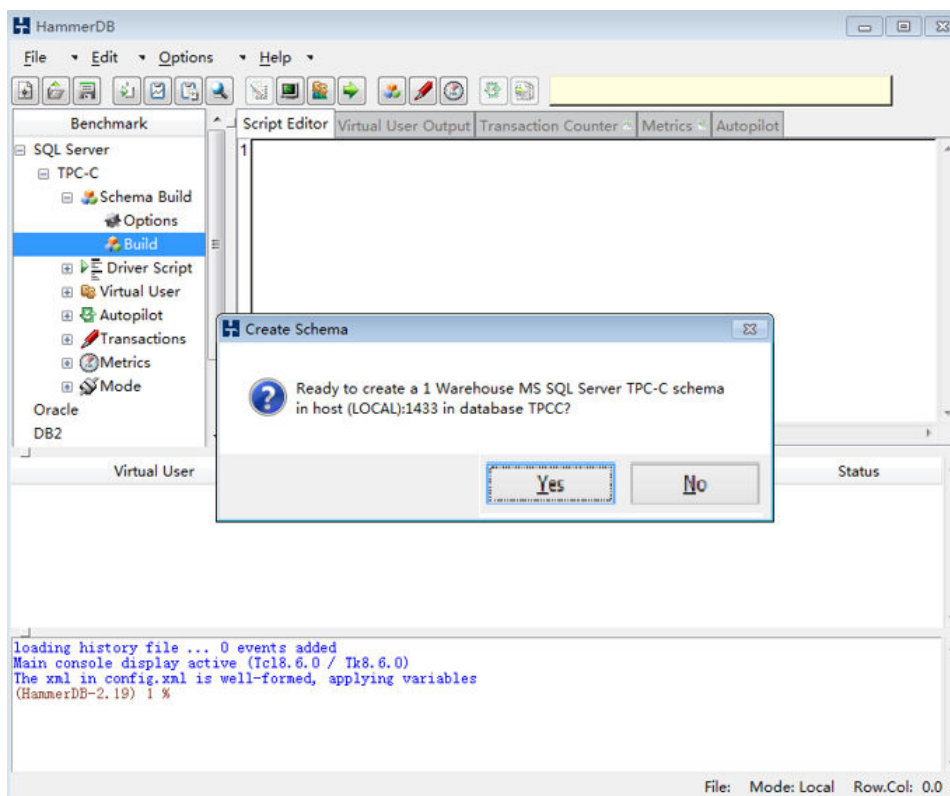 HammerDB
File Edit Options Help
Benchmark
Script Editor Virtual User Output Transaction Counter Metrics Autopilot
SQL Server
1
TPC-C
Schema Build
Options
Build
Driver Script
Virtual User
Autopilot
Transactions
Metrics
Mode
Oracle
DB2
Create Schema
Ready to create a 1 Warehouse MS SQL Server TPC-C schema
in host (LOCAL):1433 in database TPCC?
Yes No
Virtual User
Status
loading history file ... 0 events added
Main console display active (Tcl8.6.0 / Tk8.6.0)
The xml in config.xml is well-formed, applying variables
(HammerDB-2.19) 1 %
File: Mode: Local Row.Col: 0.0